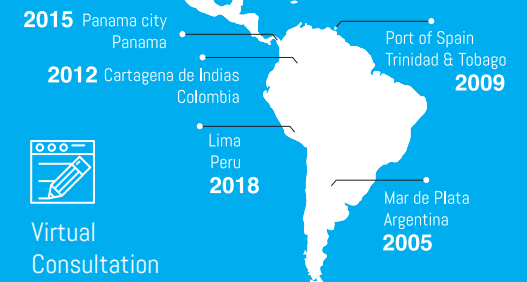 2015 Panama city
Panama
2012 Cartagena de Indias
Colombia
Port of Spain
Trinidad & Tobago
2009
Lima
Peru
2018
Mar de Plata
Argentina
2005
Virtual
Consultation